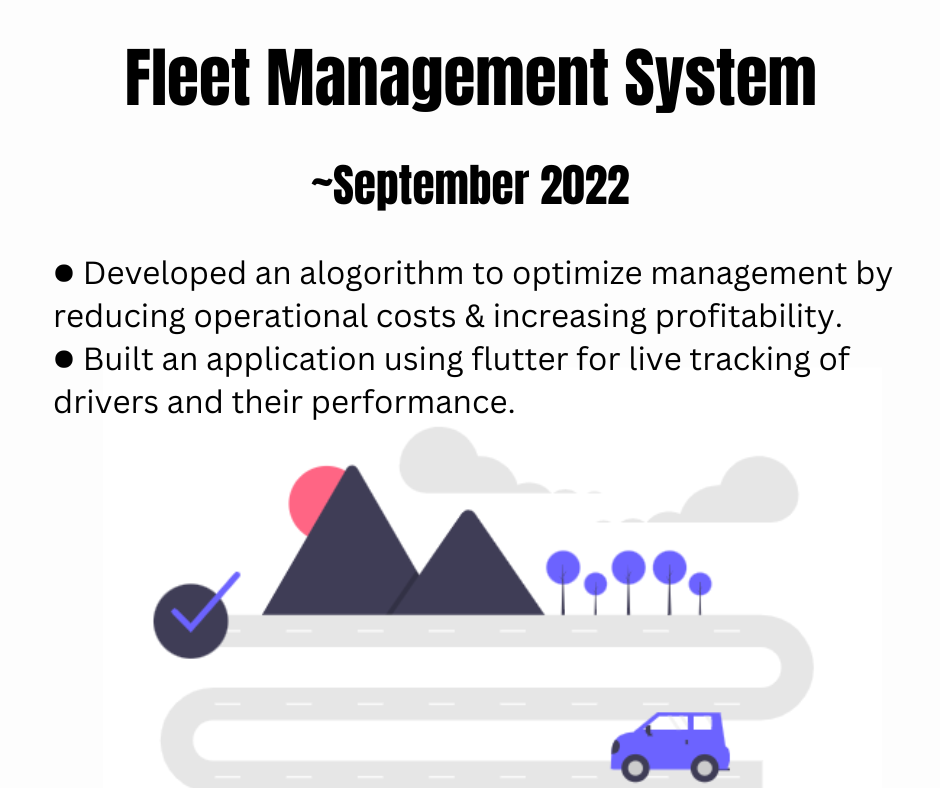 Fleet Management System
~September 2022
● Developed an alogorithm to optimize management by
reducing operational costs & increasing profitability.
● Built an application using flutter for live tracking of
drivers and their performance.